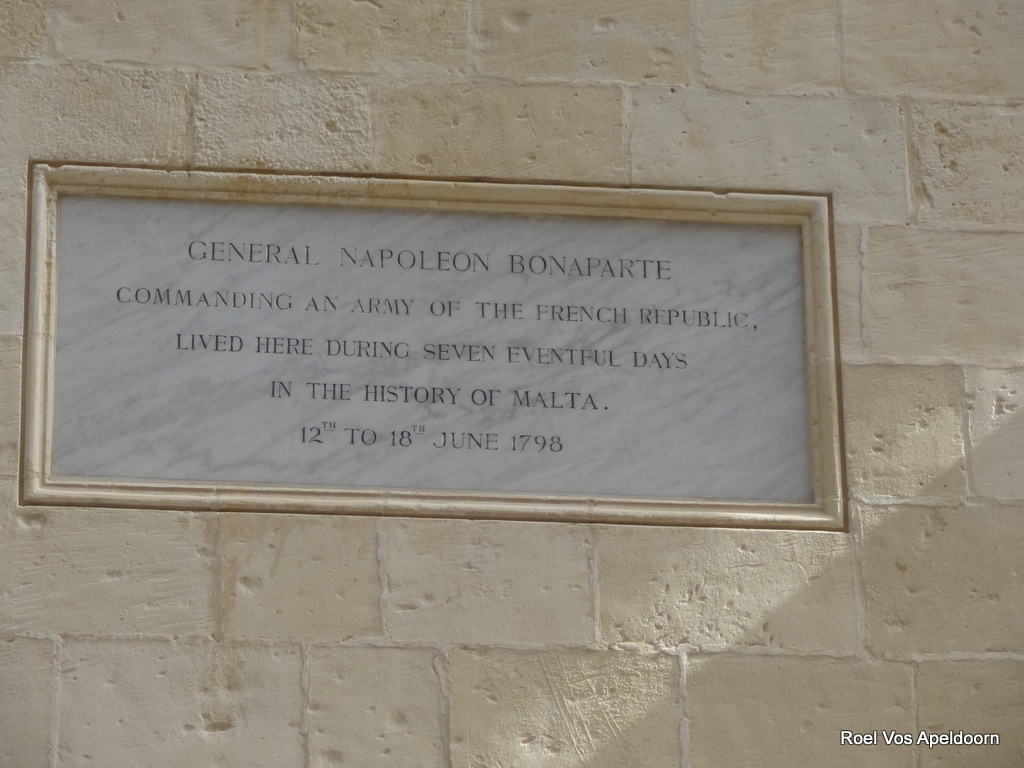 GENERAL NAPOLEON BONAPARTE
COMMANDING AN ARMY OF THE FRENCH REPUBLIC,
LIVED HERE DURING SEVEN EVENTFUL DAYS
IN THE HISTORY OF MALTA.
12TH TO 18TH JUNE 1798
Roel Vos Apeldoorn